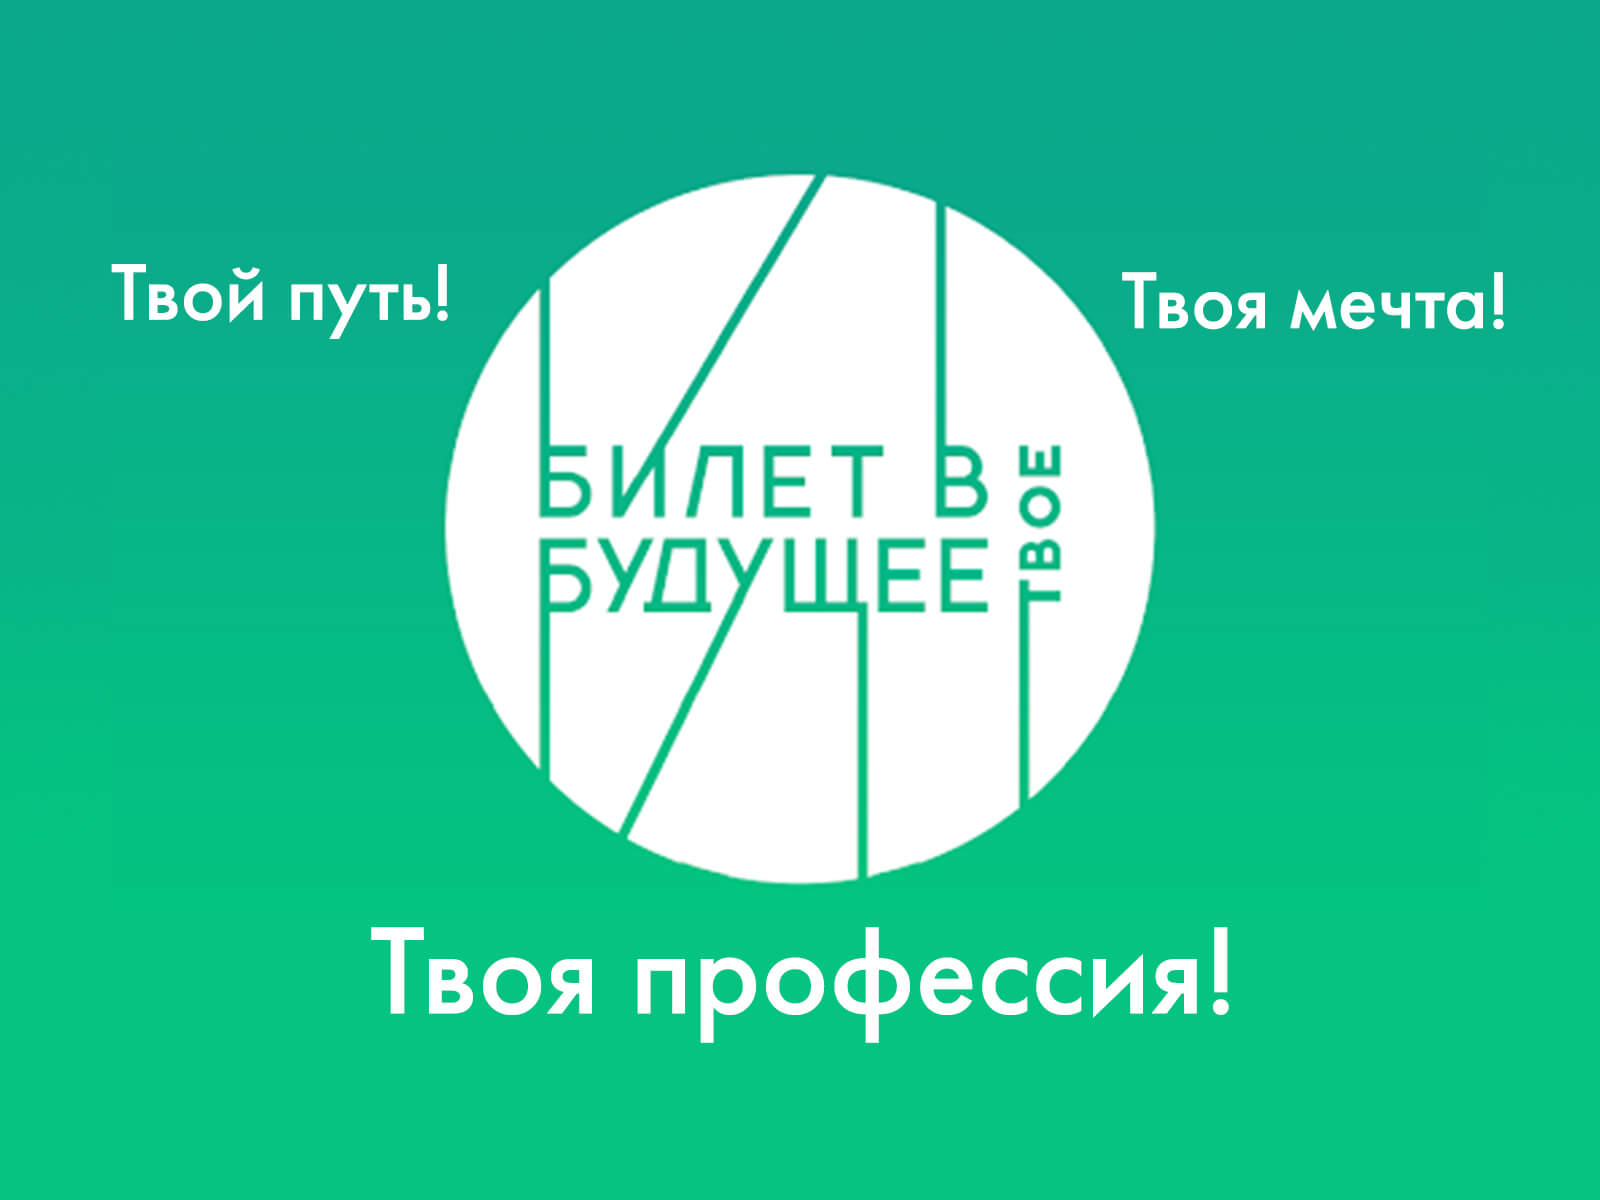 Твой путь!
Твоя мечта!
БИЛЕТ В
БУДУЩЕЕ
ТВОЕ
Твоя профессия!